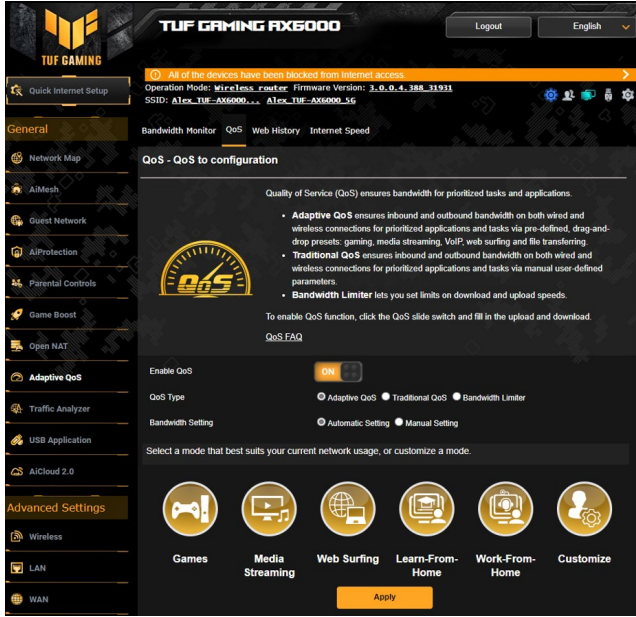 TUF GAMING
TUF GAMING AX6000
Logout
English
Quick Internet Setup
All of the devices have been blocked from Internet access.
Operation Mode: Wireless router Firmware Version: 3.0.0.4.388_31931
SSID: Alex_TUF-AX6000... Alex_TUF-AX6000_5G
General
Bandwidth Monitor QoS Web History Internet Speed
Network Map
AiMesh
Guest Network
AiProtection
Parental Controls
Game Boost
Open NAT
Adaptive QoS
Traffic Analyzer
USB Application
AiCloud 2.0
Advanced Settings
Wireless
LAN
WAN
QoS - QoS to configuration
Quality of Service (QoS) ensures bandwidth for prioritized tasks and applications.
• Adaptive QoS ensures inbound and outbound bandwidth on both wired and
wireless connections for prioritized applications and tasks via pre-defined, drag-and-
drop presets: gaming, media streaming, VoIP, web surfing and file transferring.
• Traditional QoS ensures inbound and outbound bandwidth on both wired and
wireless connections for prioritized applications and tasks via manual user-defined
parameters.
• Bandwidth Limiter lets you set limits on download and upload speeds.
QoS
To enable QoS function, click the QoS slide switch and fill in the upload and download.
QoS FAQ
Enable QoS ON
QoS Type Adaptive QoS Traditional QoS Bandwidth Limiter
Bandwidth Setting Automatic Setting Manual Setting
Select a mode that best suits your current network usage, or customize a mode.
Games
Media
Streaming
Web Surfing
Learn-From-
Home
Work-From-
Home
Customize
Apply